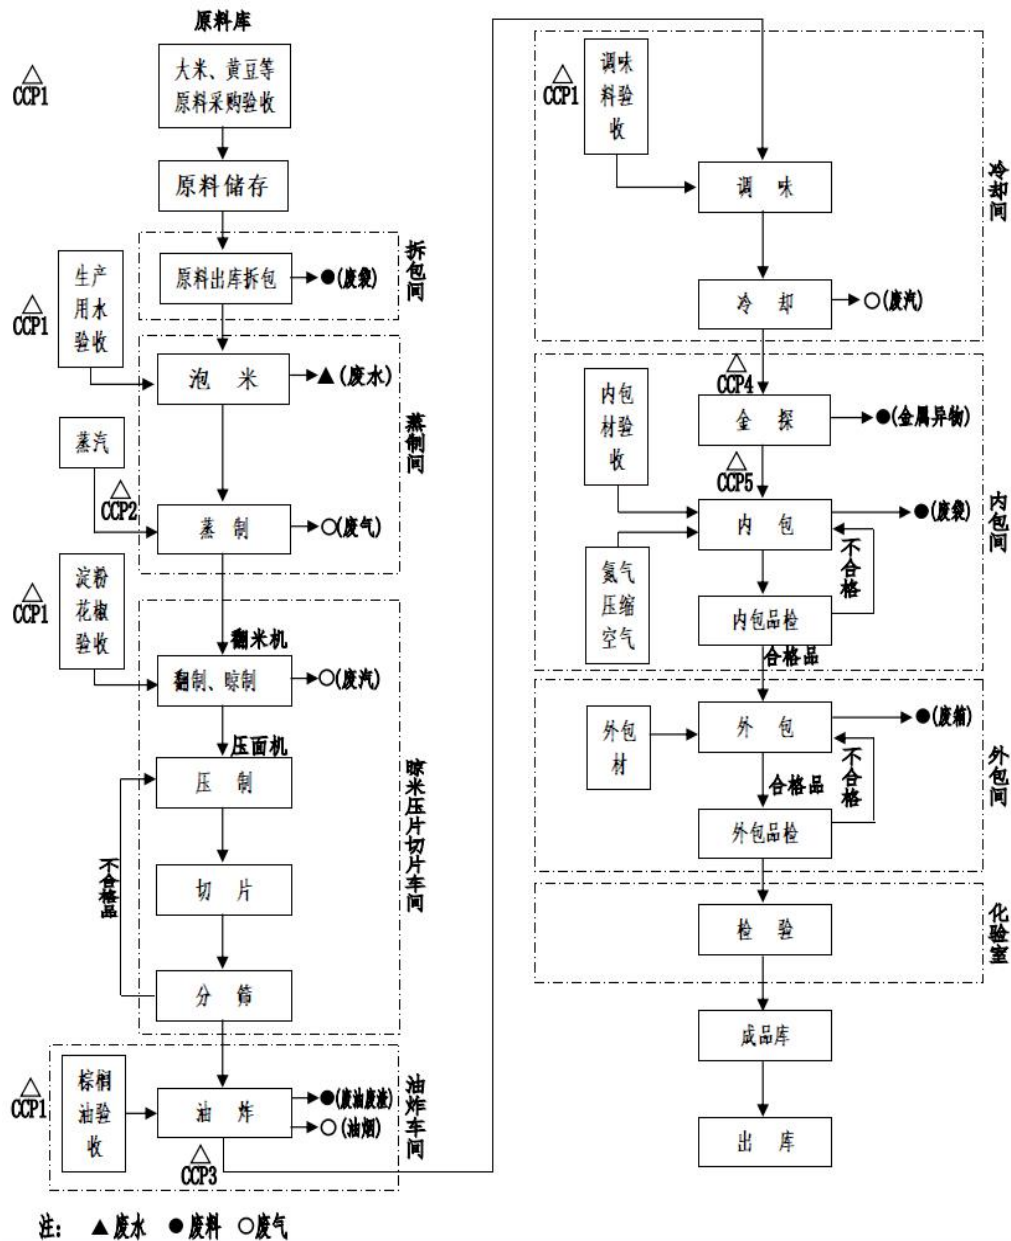 原料库
大米、黄豆等
原料采购验收
△
CCP1
原料储存
拆包间
原料出库拆包
●(废袋)
生产
用水
验收
△
CCP1
泡 米
▲(废水)
蒸制间
蒸汽
△
CCP2
蒸 制
○(废气)
淀粉
花椒
验收
△
CCP1
翻米机
翻制、晾制
○(废汽)
压面机
压 制
晾米压片切片车间
不合格品
切 片
分 筛
棕榈
油验
收
△
CCP1
油 炸
●(废油废渣)
○(油烟)
油炸车间
△
CCP3
调味
料验
收
△
CCP1
调 味
冷却间
冷 却
○(废汽)
△
CCP4
金 探
●(金属异物)
内包
材验
收
△
CCP5
内 包
●(废袋)
内包间
不合格
氮气
压缩
空气
内包品检
合格品
外包
材
外 包
●(废箱)
外包间
不合格
合格品
外包品检
检 验
化验室
成品库
出 库
注： ▲废水 ●废料 ○废气